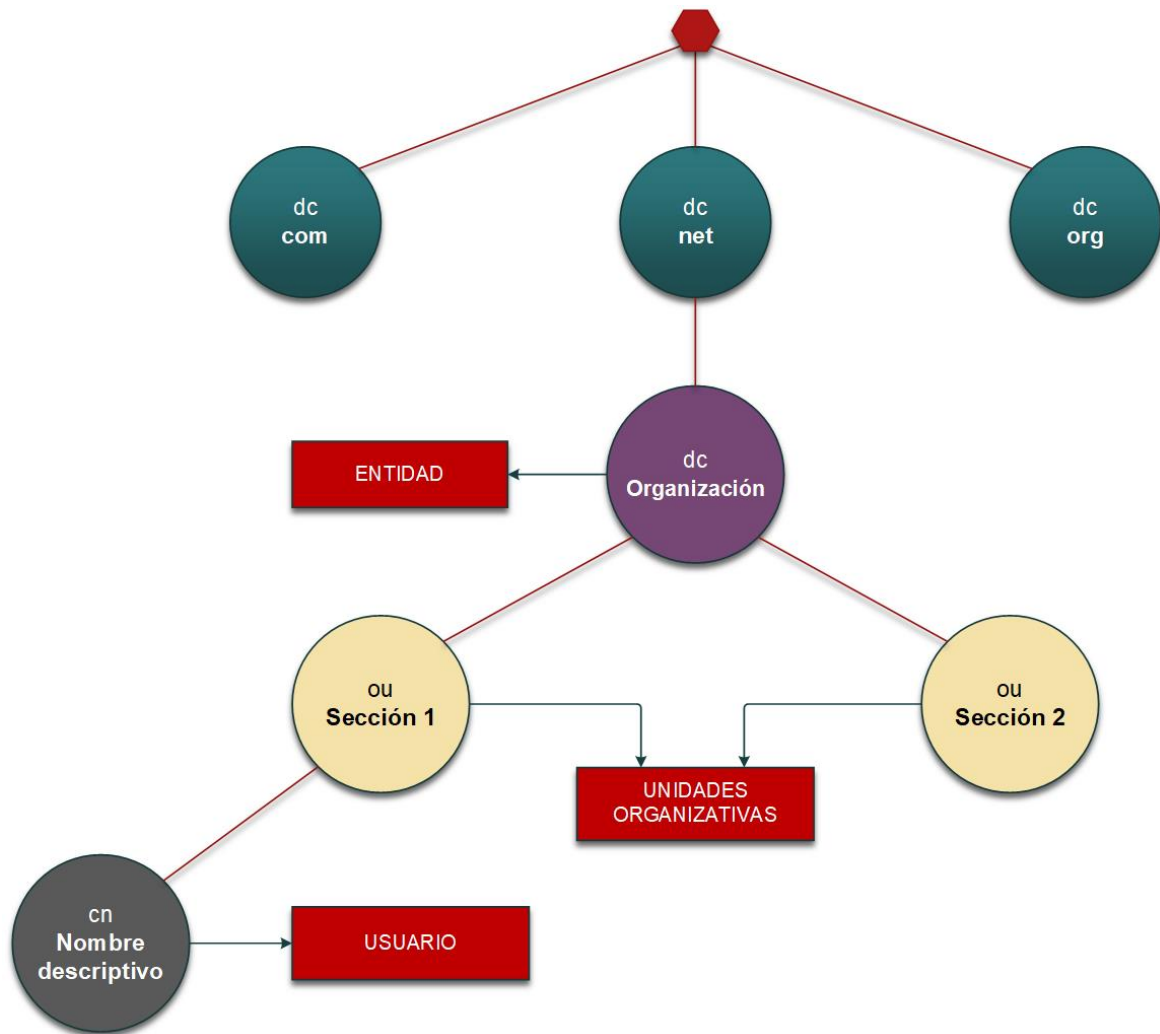 dc
com
dc
net
dc
org
ENTIDAD
dc
Organización
ou
Sección 1
ou
Sección 2
UNIDADES
ORGANIZATIVAS
cn
Nombre
descriptivo
USUARIO